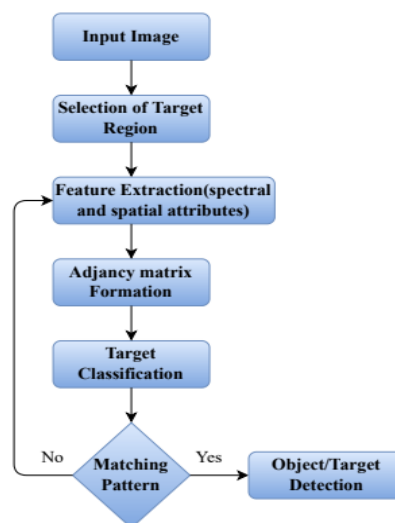 Input Image
Selection of Target
Region
Feature Extraction(spectral
and spatial attributes)
Adjancy matrix
Formation
Target
Classification
No
Matching
Pattern
Yes
Object/Target
Detection